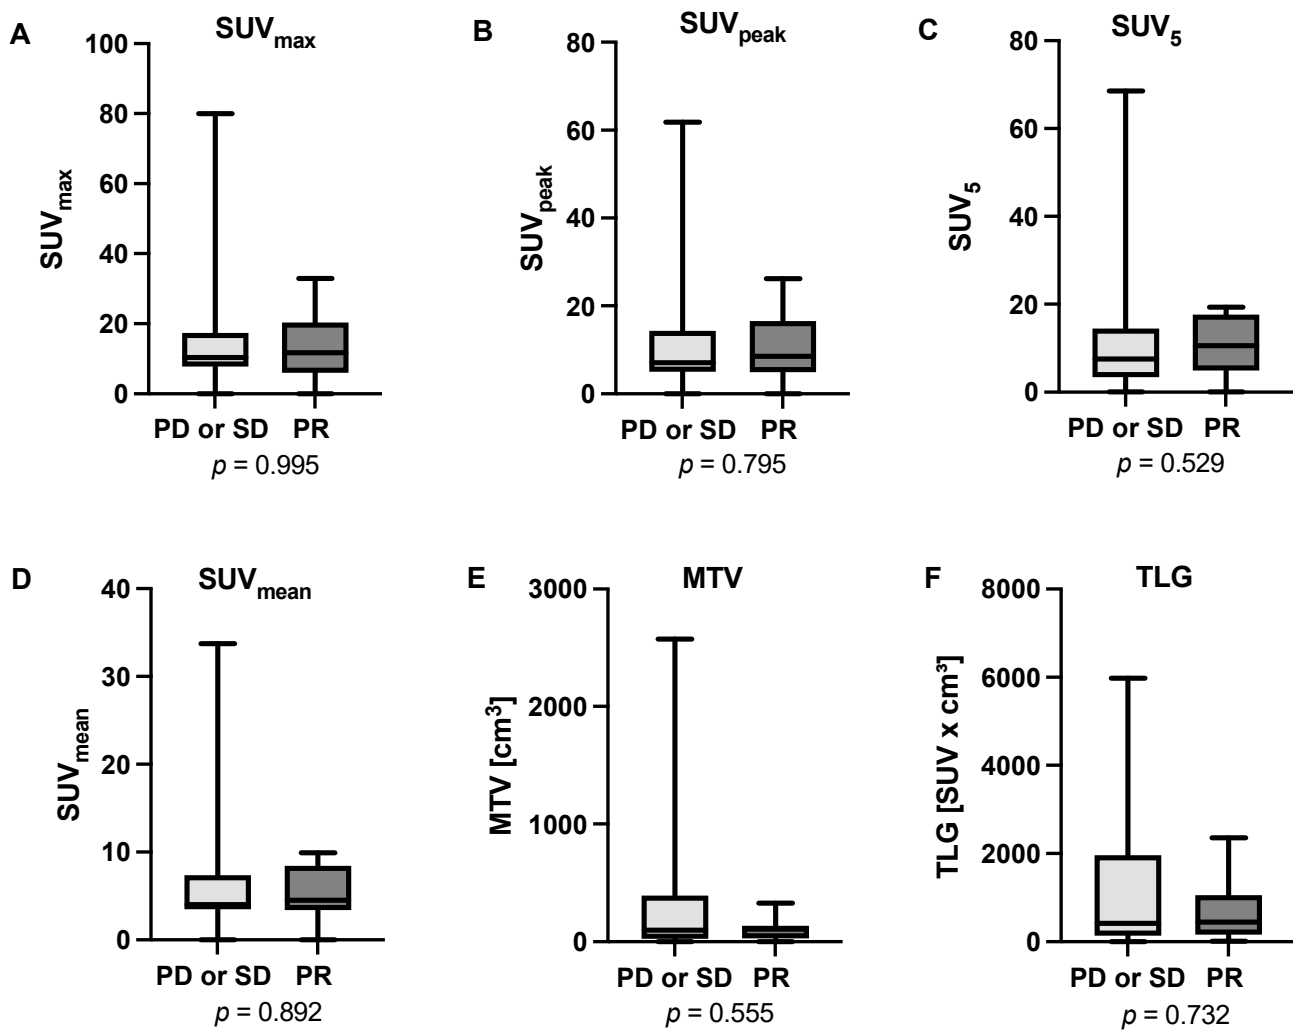 A
SUVmax
100
80
60
40
20
0
SUVmax
PD or SD PR
p = 0.995
B
SUVpeak
80
60
40
20
0
SUVpeak
PD or SD PR
p = 0.795
C
SUV5
80
60
40
20
0
SUV5
PD or SD PR
p = 0.529
D
SUVmean
40
30
20
10
0
SUVmean
PD or SD PR
p = 0.892
E
MTV
3000
2000
1000
0
MTV [cm³]
PD or SD PR
p = 0.555
F
TLG
8000
6000
4000
2000
0
TLG [SUV x cm³]
PD or SD PR
p = 0.732